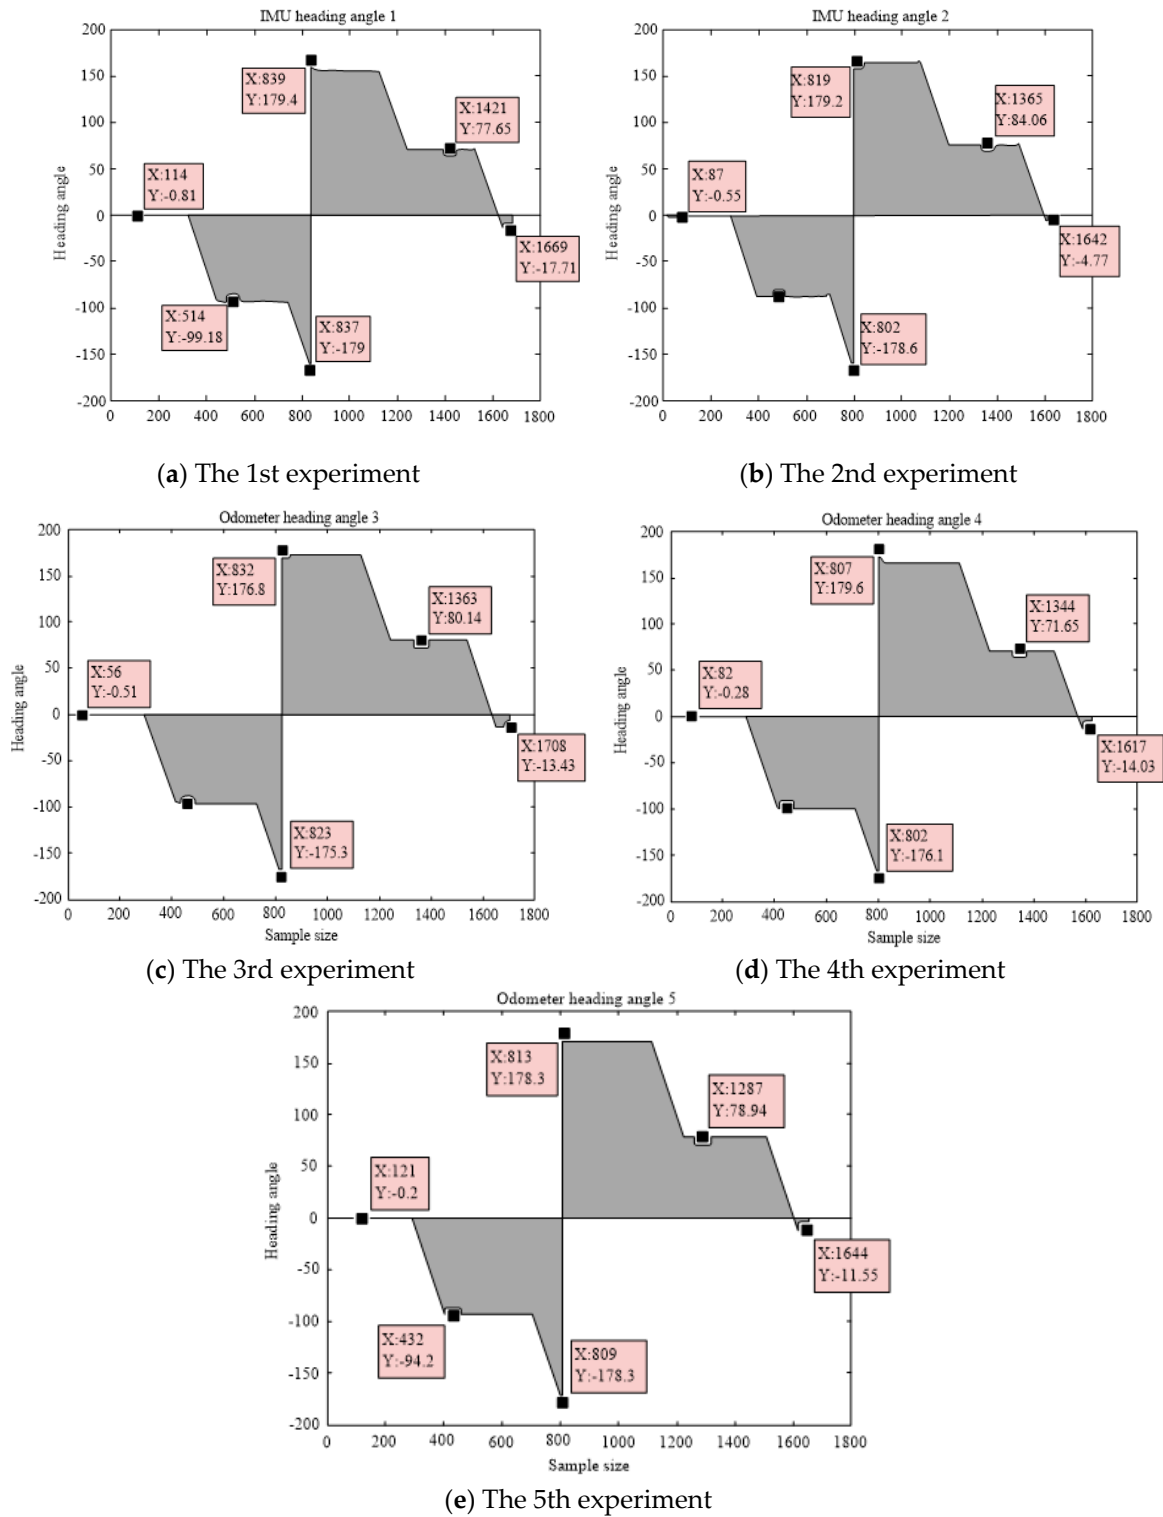 IMU heading angle 1
200
150
100
50
0
-50
-100
-150
-200
Heading angle
X:839
Y:179.4
X:1421
Y:77.65
X:114
Y:-0.81
X:1669
Y:-17.71
X:514
Y:-99.18
X:837
Y:-179
0 200 400 600 800 1000 1200 1400 1600 1800
(a) The 1st experiment
IMU heading angle 2
200
150
100
50
0
-50
-100
-150
-200
Heading angle
X:819
Y:179.2
X:1365
Y:84.06
X:87
Y:-0.55
X:1642
Y:-4.77
X:802
Y:-178.6
0 200 400 600 800 1000 1200 1400 1600 1800
(b) The 2nd experiment
Odometer heading angle 3
200
150
100
50
0
-50
-100
-150
-200
Heading angle
X:832
Y:176.8
X:1363
Y:80.14
X:56
Y:-0.51
X:1708
Y:-13.43
X:823
Y:-175.3
0 200 400 600 800 1000 1200 1400 1600 1800
Sample size
(c) The 3rd experiment
Odometer heading angle 4
200
150
100
50
0
-50
-100
-150
-200
Heading angle
X:807
Y:179.6
X:1344
Y:71.65
X:82
Y:-0.28
X:1617
Y:-14.03
X:802
Y:-176.1
0 200 400 600 800 1000 1200 1400 1600 1800
Sample size
(d) The 4th experiment
Odometer heading angle 5
200
150
100
50
0
-50
-100
-150
-200
Heading angle
X:813
Y:178.3
X:1287
Y:78.94
X:121
Y:-0.2
X:1644
Y:-11.55
X:432
Y:-94.2
X:809
Y:-178.3
0 200 400 600 800 1000 1200 1400 1600 1800
Sample size
(e) The 5th experiment